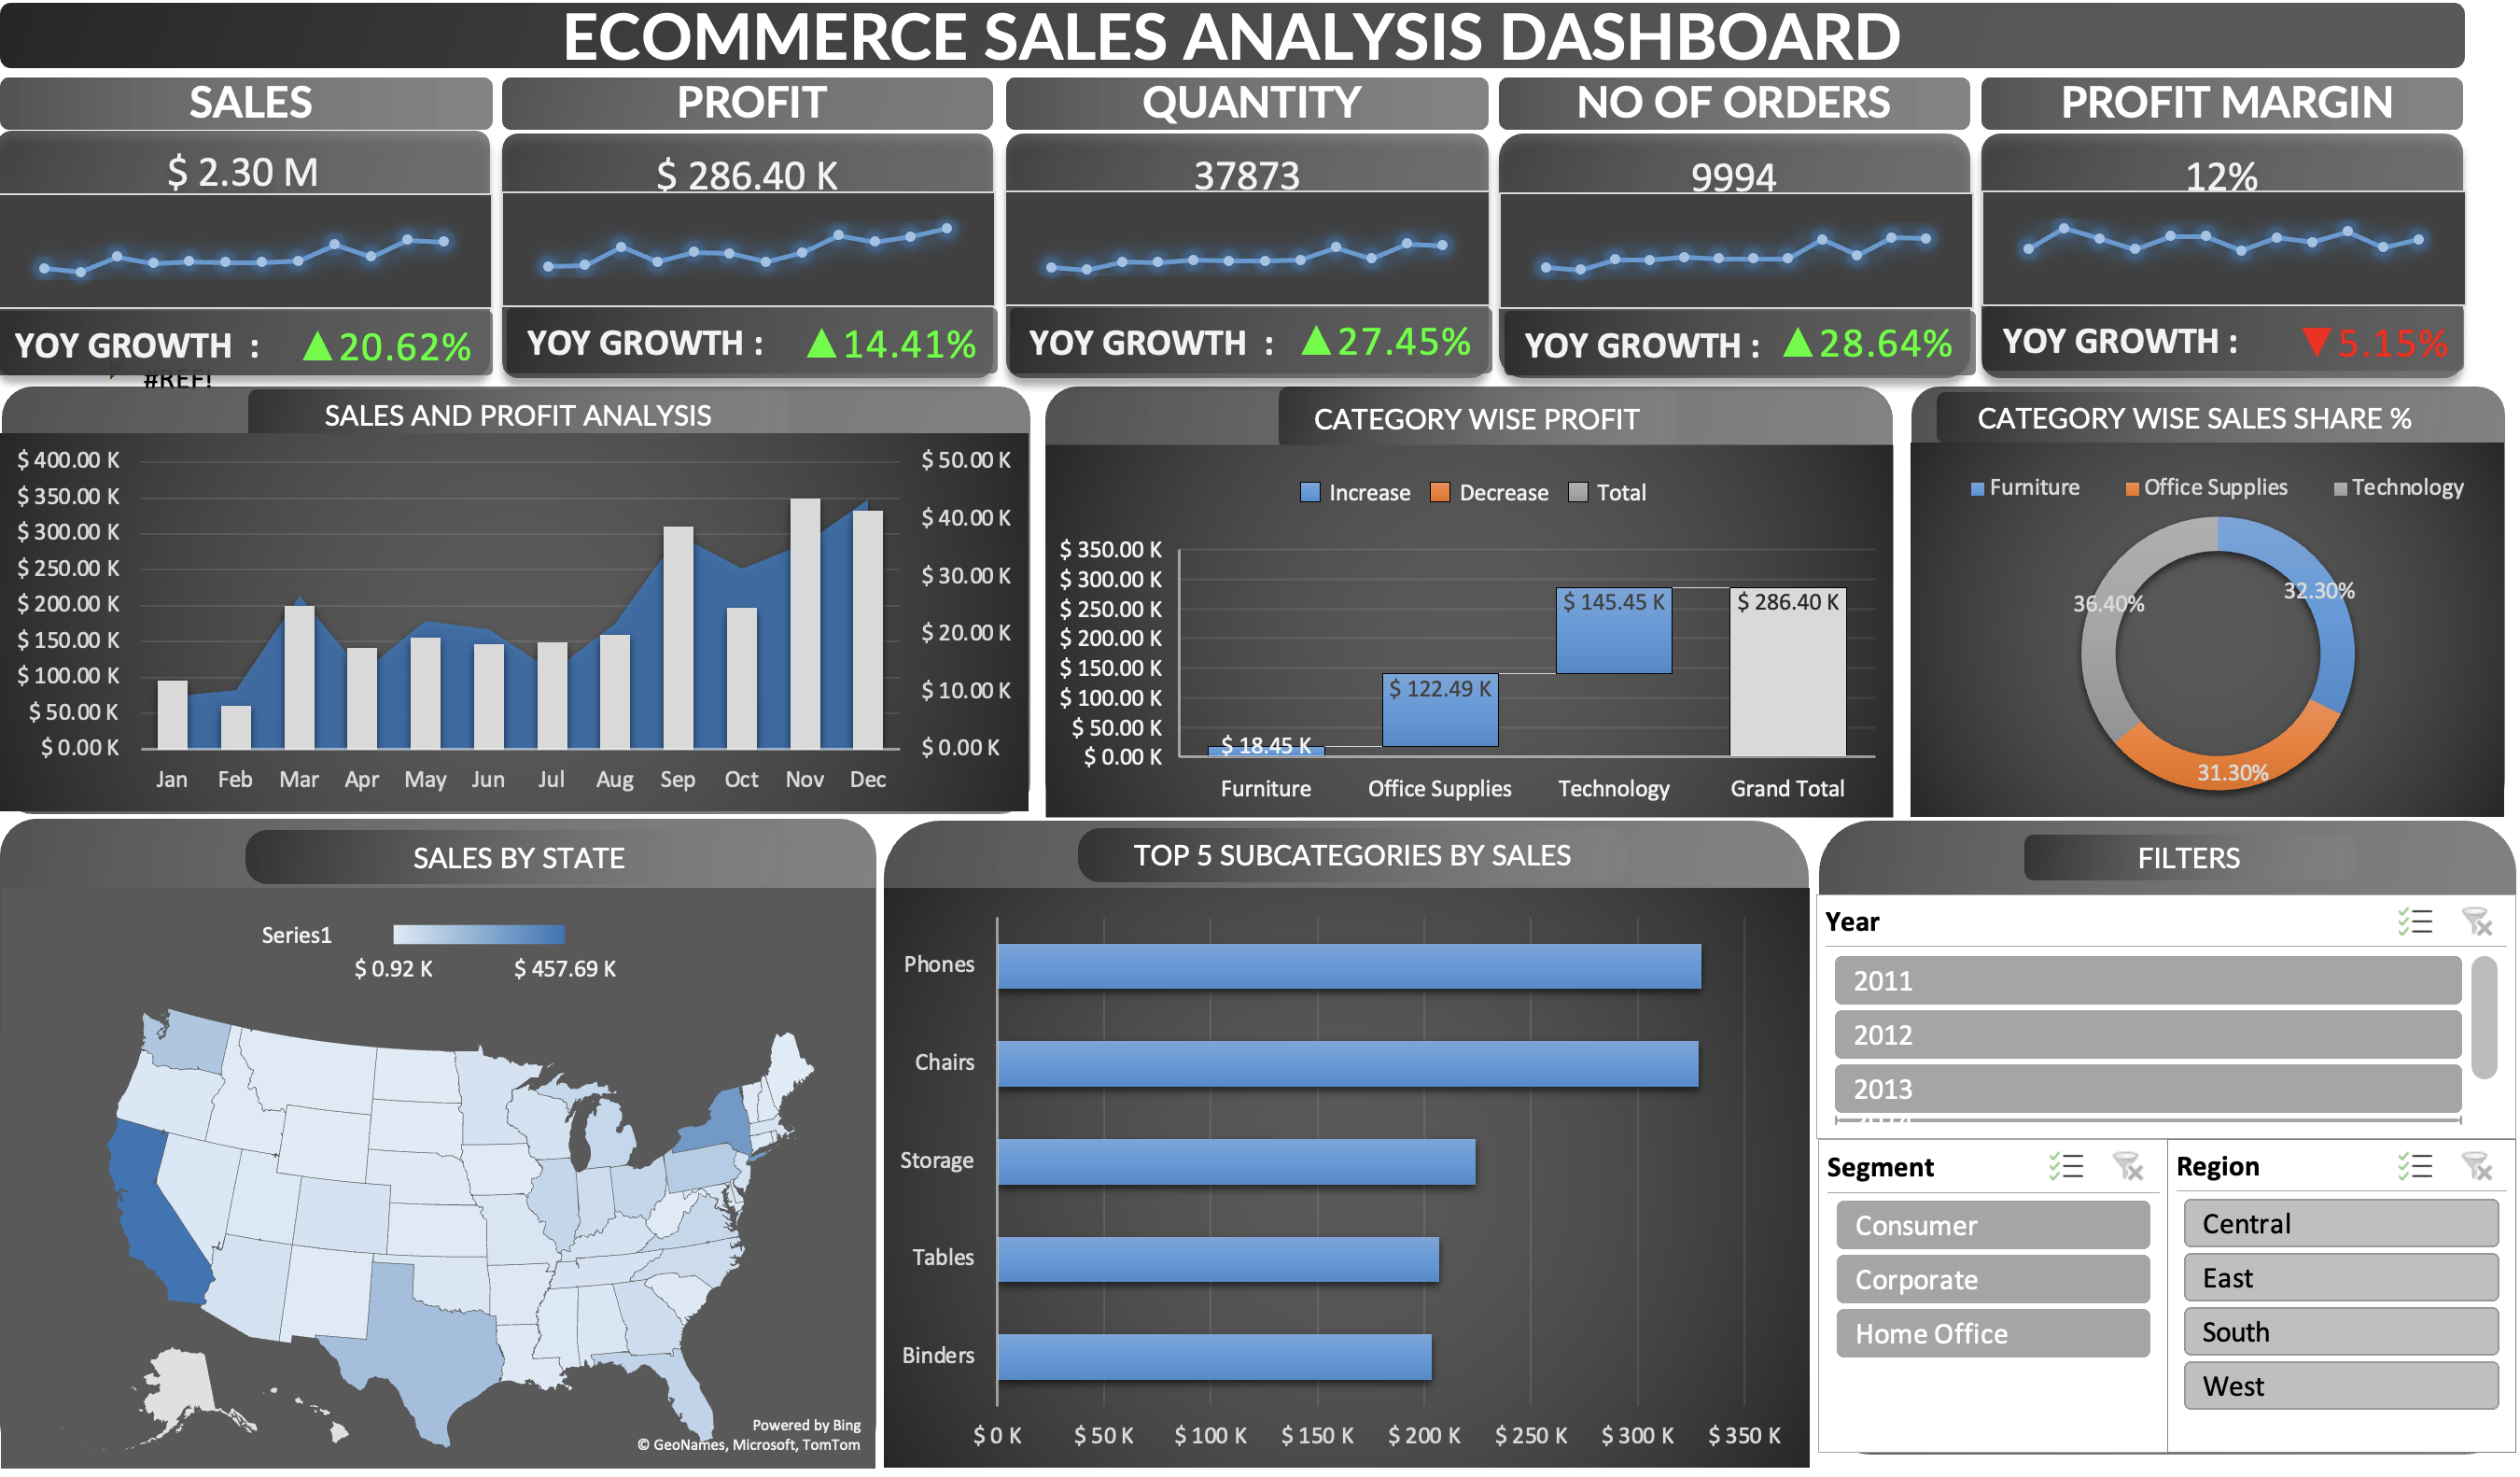 ECOMMERCE SALES ANALYSIS DASHBOARD
SALES
PROFIT
QUANTITY
NO OF ORDERS
PROFIT MARGIN
$ 2.30 M
$ 286.40 K
37873
9994
12%
YOY GROWTH : ▲20.62%
YOY GROWTH : ▲14.41%
YOY GROWTH : ▲27.45%
YOY GROWTH : ▲28.64%
YOY GROWTH : ▼5.15%
#REF!
SALES AND PROFIT ANALYSIS
$ 400.00 K
$ 350.00 K
$ 300.00 K
$ 250.00 K
$ 200.00 K
$ 150.00 K
$ 100.00 K
$ 50.00 K
$ 0.00 K
$ 50.00 K
$ 40.00 K
$ 30.00 K
$ 20.00 K
$ 10.00 K
$ 0.00 K
Jan Feb Mar Apr May Jun Jul Aug Sep Oct Nov Dec
CATEGORY WISE PROFIT
Increase Decrease Total
$ 350.00 K
$ 300.00 K
$ 250.00 K
$ 200.00 K
$ 150.00 K
$ 100.00 K
$ 50.00 K
$ 0.00 K
$ 18.45 K
$ 122.49 K
$ 145.45 K
$ 286.40 K
Furniture Office Supplies Technology Grand Total
CATEGORY WISE SALES SHARE %
Furniture Office Supplies Technology
32.30%
36.40%
31.30%
SALES BY STATE
Series1
$ 0.92 K $ 457.69 K
Powered by Bing
© GeoNames, Microsoft, TomTom
TOP 5 SUBCATEGORIES BY SALES
Phones
Chairs
Storage
Tables
Binders
$ 0 K $ 50 K $ 100 K $ 150 K $ 200 K $ 250 K $ 300 K $ 350 K
FILTERS
Year
2011
2012
2013
Segment
Consumer
Corporate
Home Office
Region
Central
East
South
West